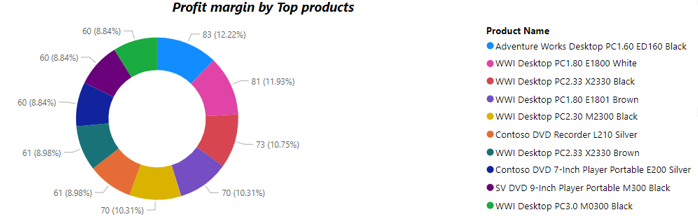 Profit margin by Top products
60 (8.84%)
83 (12.22%)
60 (8.84%)
81 (11.93%)
60 (8.84%)
73 (10.75%)
61 (8.98%)
61 (8.98%)
70 (10.31%)
70 (10.31%)
Product Name
Adventure Works Desktop PC1.60 ED160 Black
WWI Desktop PC1.80 E1800 White
WWI Desktop PC2.33 X2330 Black
WWI Desktop PC1.80 E1801 Brown
WWI Desktop PC2.30 M2300 Black
Contoso DVD Recorder L210 Silver
WWI Desktop PC2.33 X2330 Brown
Contoso DVD 7-Inch Player Portable E200 Silver
SV DVD 9-Inch Player Portable M300 Black
WWI Desktop PC3.0 M0300 Black